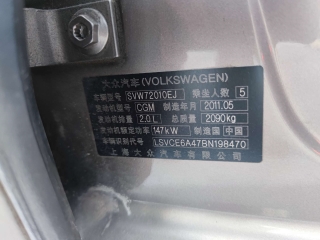 大众汽车(VOLKSWAGEN)
车辆型号 SVW72010EJ 乘坐人数 5
发动机型号 CGM 制造年月 2011.05
发动机排量 2.0 L 总质量 2090kg
发动机额定功率 147kW 制造国 中国
车辆识别代号 LSVCE6A47BN198470
上海大众汽车有限公司